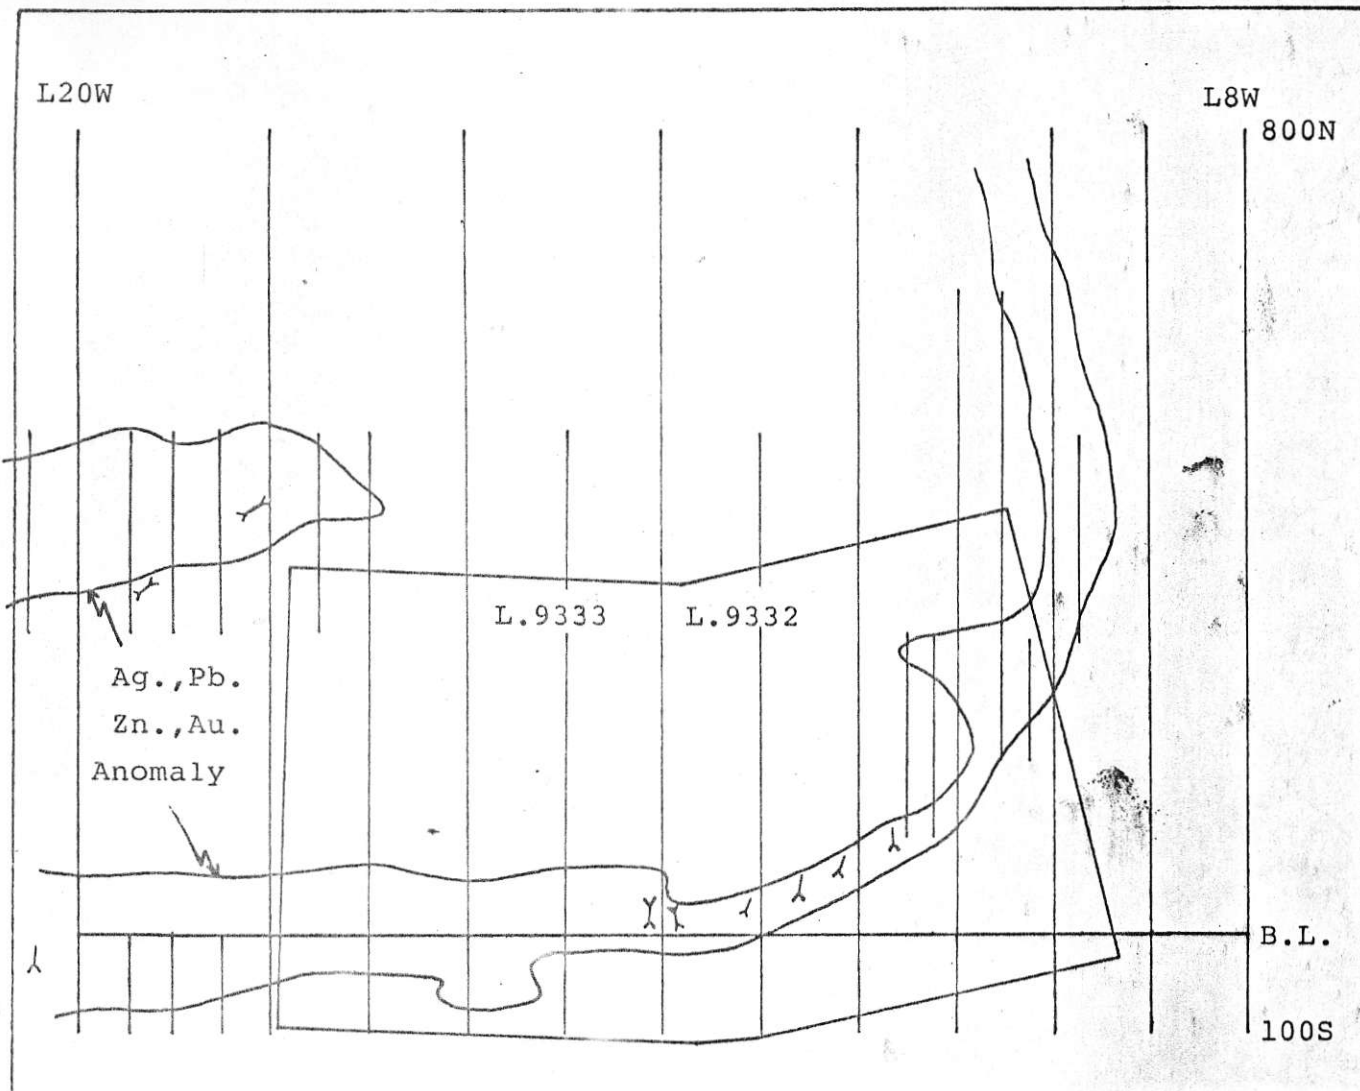 L20W
L8W
800N
L.9333
L.9332
Ag.,Pb.
Zn.,Au.
Anomaly
B.L.
100S